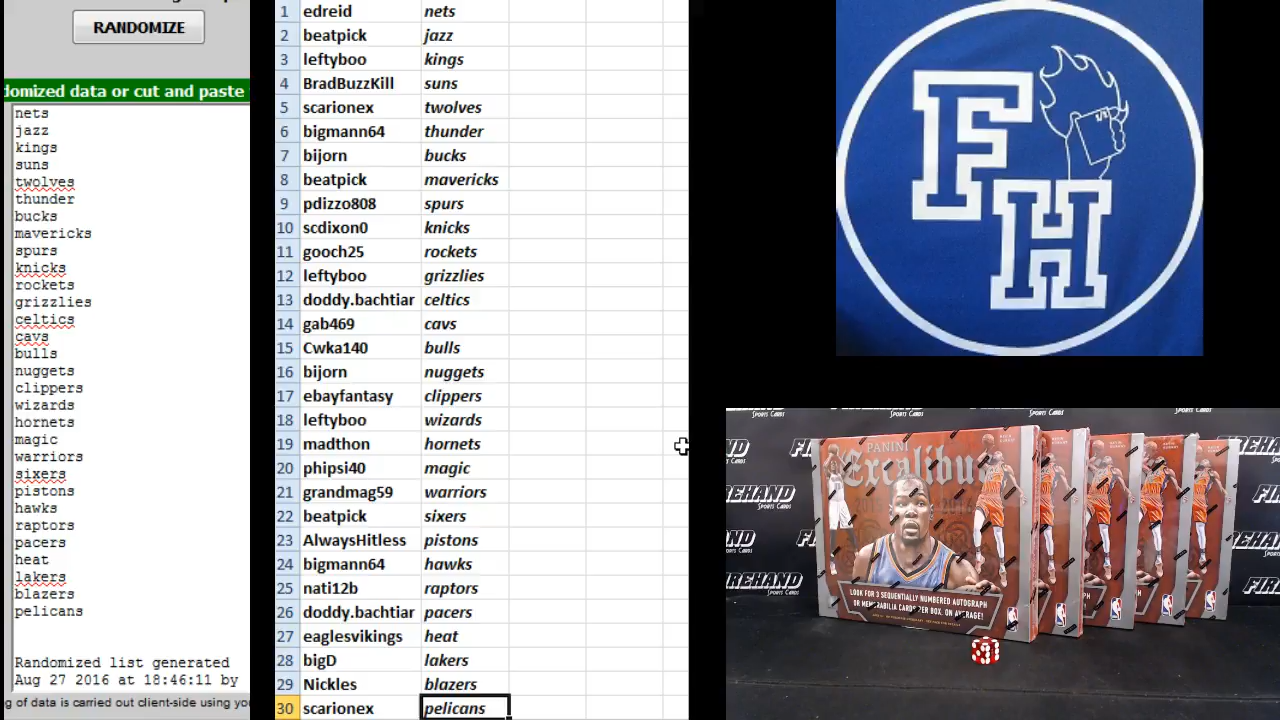 RANDOMIZE
domized data or cut and paste
nets
jazz
kings
suns
twolves
thunder
bucks
mavericks
spurs
knicks
rockets
grizzlies
celtics
cavs
bulls
nuggets
clippers
wizards
hornets
magic
warriors
sixers
pistons
hawks
raptors
pacers
heat
lakers
blazers
pelicans
Randomized list generated
Aug 27 2016 at 18:46:11 by
g of data is carried out client-side using yo
1 edreid nets
2 beatpick jazz
3 leftyboo kings
4 BradBuzzKill suns
5 scarionex twolves
6 bigmann64 thunder
7 bijorn bucks
8 beatpick mavericks
9 pdizzo808 spurs
10 scdixon0 knicks
11 gooch25 rockets
12 leftyboo grizzlies
13 doddy.bachtiar celtics
14 gab469 cavs
15 Cwka140 bulls
16 bijorn nuggets
17 ebayfantasy clippers
18 leftyboo wizards
19 madthon hornets
20 phipsi40 magic
21 grandmag59 warriors
22 beatpick sixers
23 AlwaysHitless pistons
24 bigmann64 hawks
25 nati12b raptors
26 doddy.bachtiar pacers
27 eaglesvikings heat
28 bigD lakers
29 Nickles blazers
30 scarionex pelicans
FH
PANINI
Excalibu
LOOK FOR 3 SEQUENTIALLY NUMBERED AUTOGRAPH
OR MEMORABILIA CARDS PER BOX, ON AVERAGE!
FIREHAND
Sports Cards